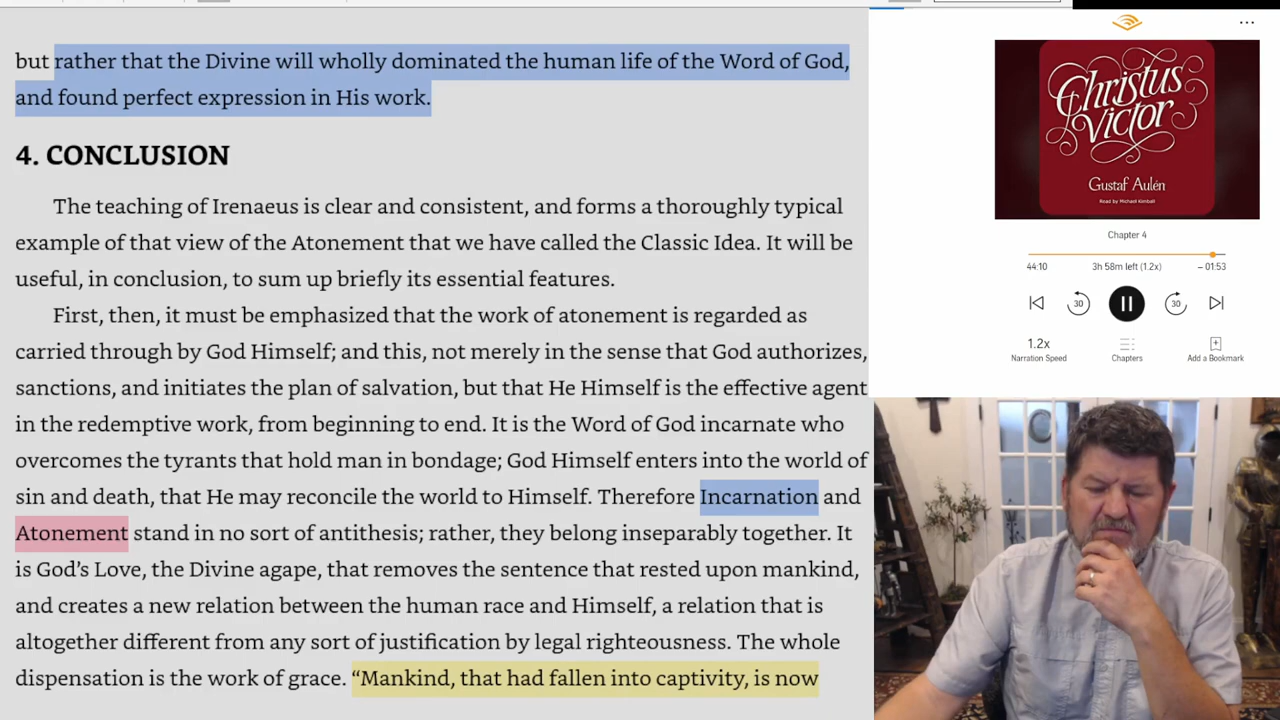 but rather that the Divine will wholly dominated the human life of the Word of God,
and found perfect expression in His work.
4. CONCLUSION
The teaching of Irenaeus is clear and consistent, and forms a thoroughly typical
example of that view of the Atonement that we have called the Classic Idea. It will be
useful, in conclusion, to sum up briefly its essential features.
First, then, it must be emphasized that the work of atonement is regarded as
carried through by God Himself; and this, not merely in the sense that God authorizes,
sanctions, and initiates the plan of salvation, but that He Himself is the effective agent
in the redemptive work, from beginning to end. It is the Word of God incarnate who
overcomes the tyrants that hold man in bondage; God Himself enters into the world of
sin and death, that He may reconcile the world to Himself. Therefore Incarnation and
Atonement stand in no sort of antithesis; rather, they belong inseparably together. It
is God’s Love, the Divine agape, that removes the sentence that rested upon mankind,
and creates a new relation between the human race and Himself, a relation that is
altogether different from any sort of justification by legal righteousness. The whole
dispensation is the work of grace. “Mankind, that had fallen into captivity, is now
Christus
Victor
Gustaf Aulén
Read by Michael Kimball
Chapter 4
44:10 3h 58m left (1.2x) – 01:53
30 30
1.2x
Narration Speed Chapters Add a Bookmark